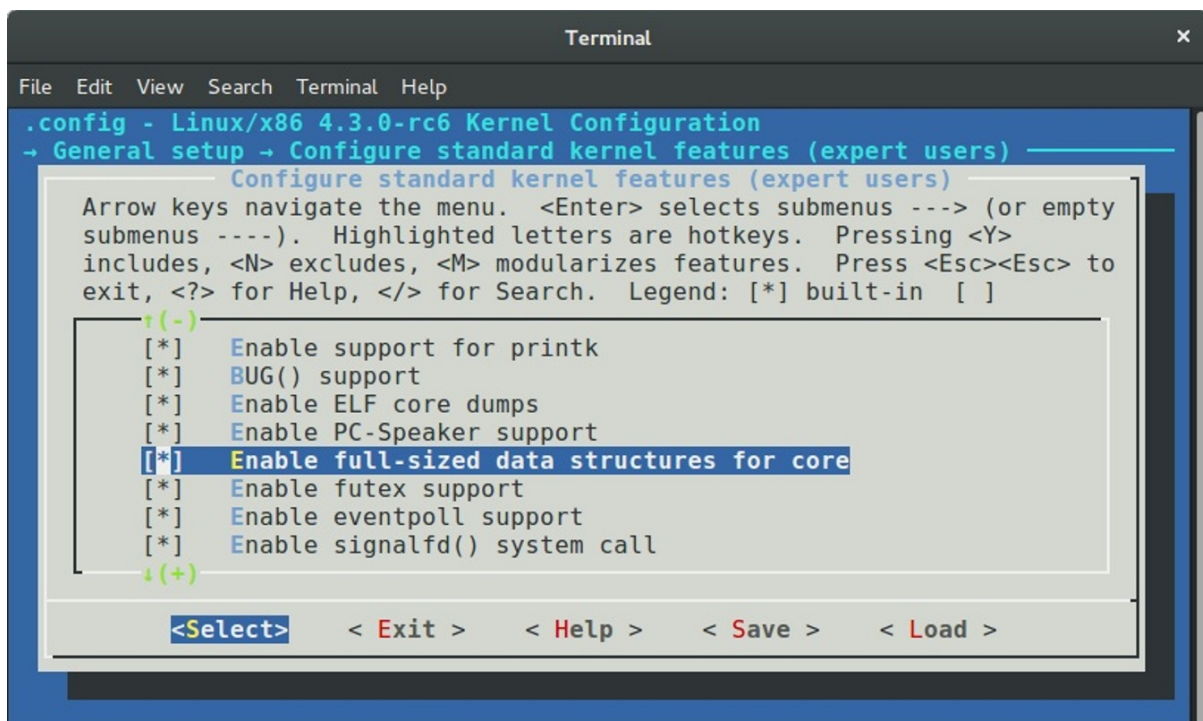 Terminal ×
File Edit View Search Terminal Help
.config - Linux/x86 4.3.0-rc6 Kernel Configuration
→ General setup → Configure standard kernel features (expert users)
Configure standard kernel features (expert users)
Arrow keys navigate the menu. <Enter> selects submenus ---> (or empty
submenus ----). Highlighted letters are hotkeys. Pressing <Y>
includes, <N> excludes, <M> modularizes features. Press <Esc><Esc> to
exit, <?> for Help, </> for Search. Legend: [*] built-in [ ]
↑(-)
[*] Enable support for printk
[*] BUG() support
[*] Enable ELF core dumps
[*] Enable PC-Speaker support
[*] Enable full-sized data structures for core
[*] Enable futex support
[*] Enable eventpoll support
[*] Enable signalfd() system call
↓(+)
<Select> < Exit > < Help > < Save > < Load >